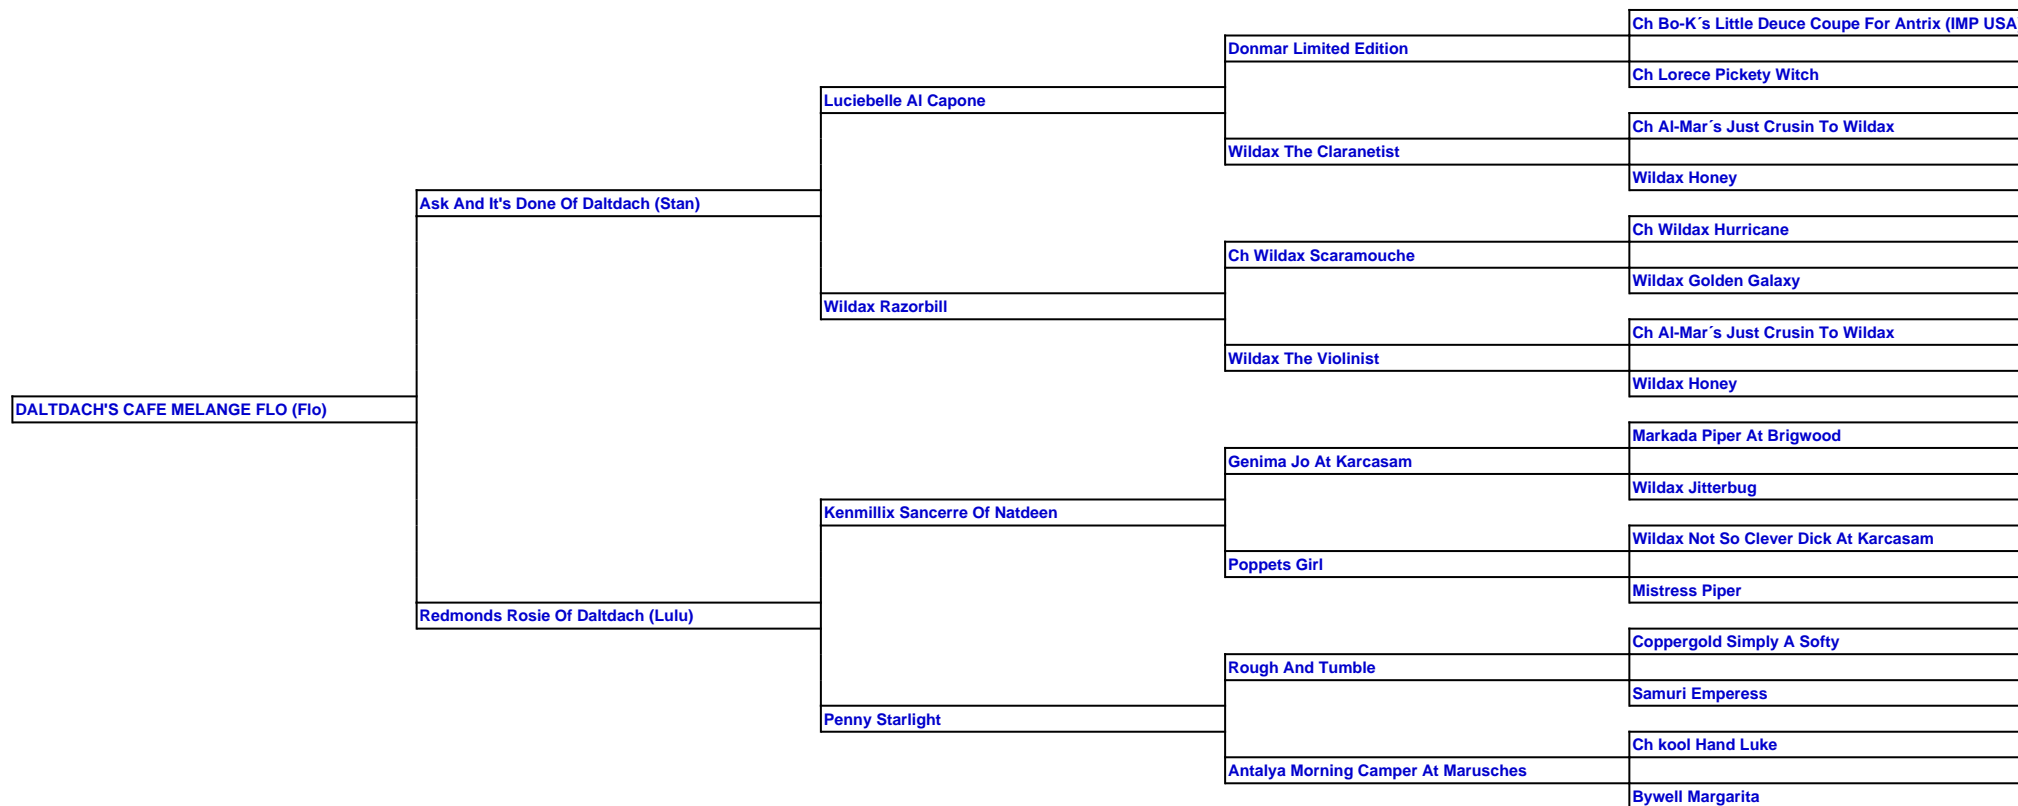 Ch Bo-K´s Little Deuce Coupe For Antrix (IMP USA
Donmar Limited Edition
Ch Lorece Pickety Witch
Luciebelle Al Capone
Ch Al-Mar´s Just Crusin To Wildax
Wildax The Claranetist
Wildax Honey
Ask And It's Done Of Daltdach (Stan)
Ch Wildax Hurricane
Ch Wildax Scaramouche
Wildax Golden Galaxy
Wildax Razorbill
Ch Al-Mar´s Just Crusin To Wildax
Wildax The Violinist
Wildax Honey
DALTDACH'S CAFE MELANGE FLO (Flo)
Markada Piper At Brigwood
Genima Jo At Karcasam
Wildax Jitterbug
Kenmillix Sancerre Of Natdeen
Wildax Not So Clever Dick At Karcasam
Poppets Girl
Mistress Piper
Redmonds Rosie Of Daltdach (Lulu)
Coppergold Simply A Softy
Rough And Tumble
Samuri Emperess
Penny Starlight
Ch kool Hand Luke
Antalya Morning Camper At Marusches
Bywell Margarita